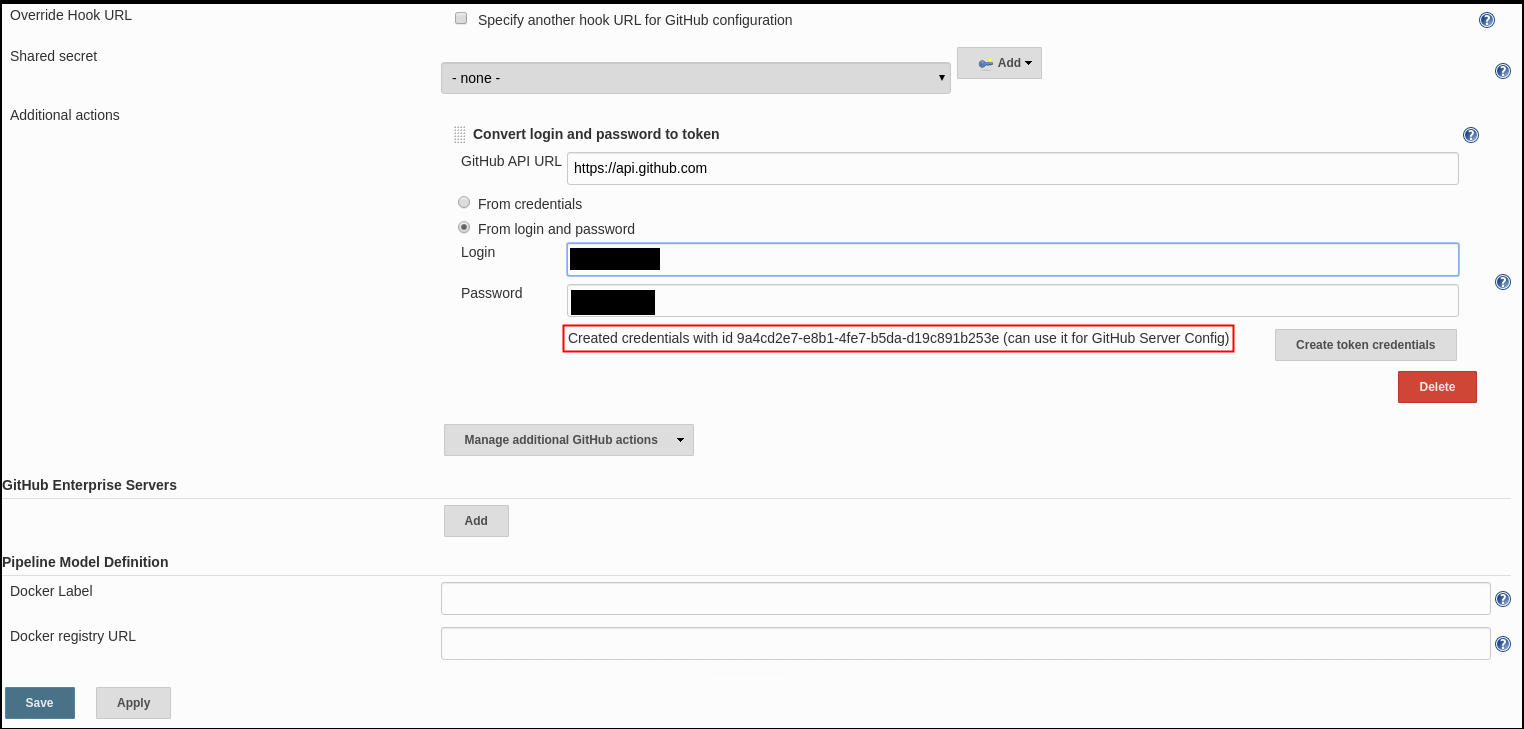 Override Hook URL
Specify another hook URL for GitHub configuration
Shared secret
- none -
Add
Additional actions
Convert login and password to token
GitHub API URL
https://api.github.com
From credentials
From login and password
Login
Password
Created credentials with id 9a4cd2e7-e8b1-4fe7-b5da-d19c891b253e (can use it for GitHub Server Config)
Create token credentials
Delete
Manage additional GitHub actions
GitHub Enterprise Servers
Add
Pipeline Model Definition
Docker Label
Docker registry URL
Save
Apply